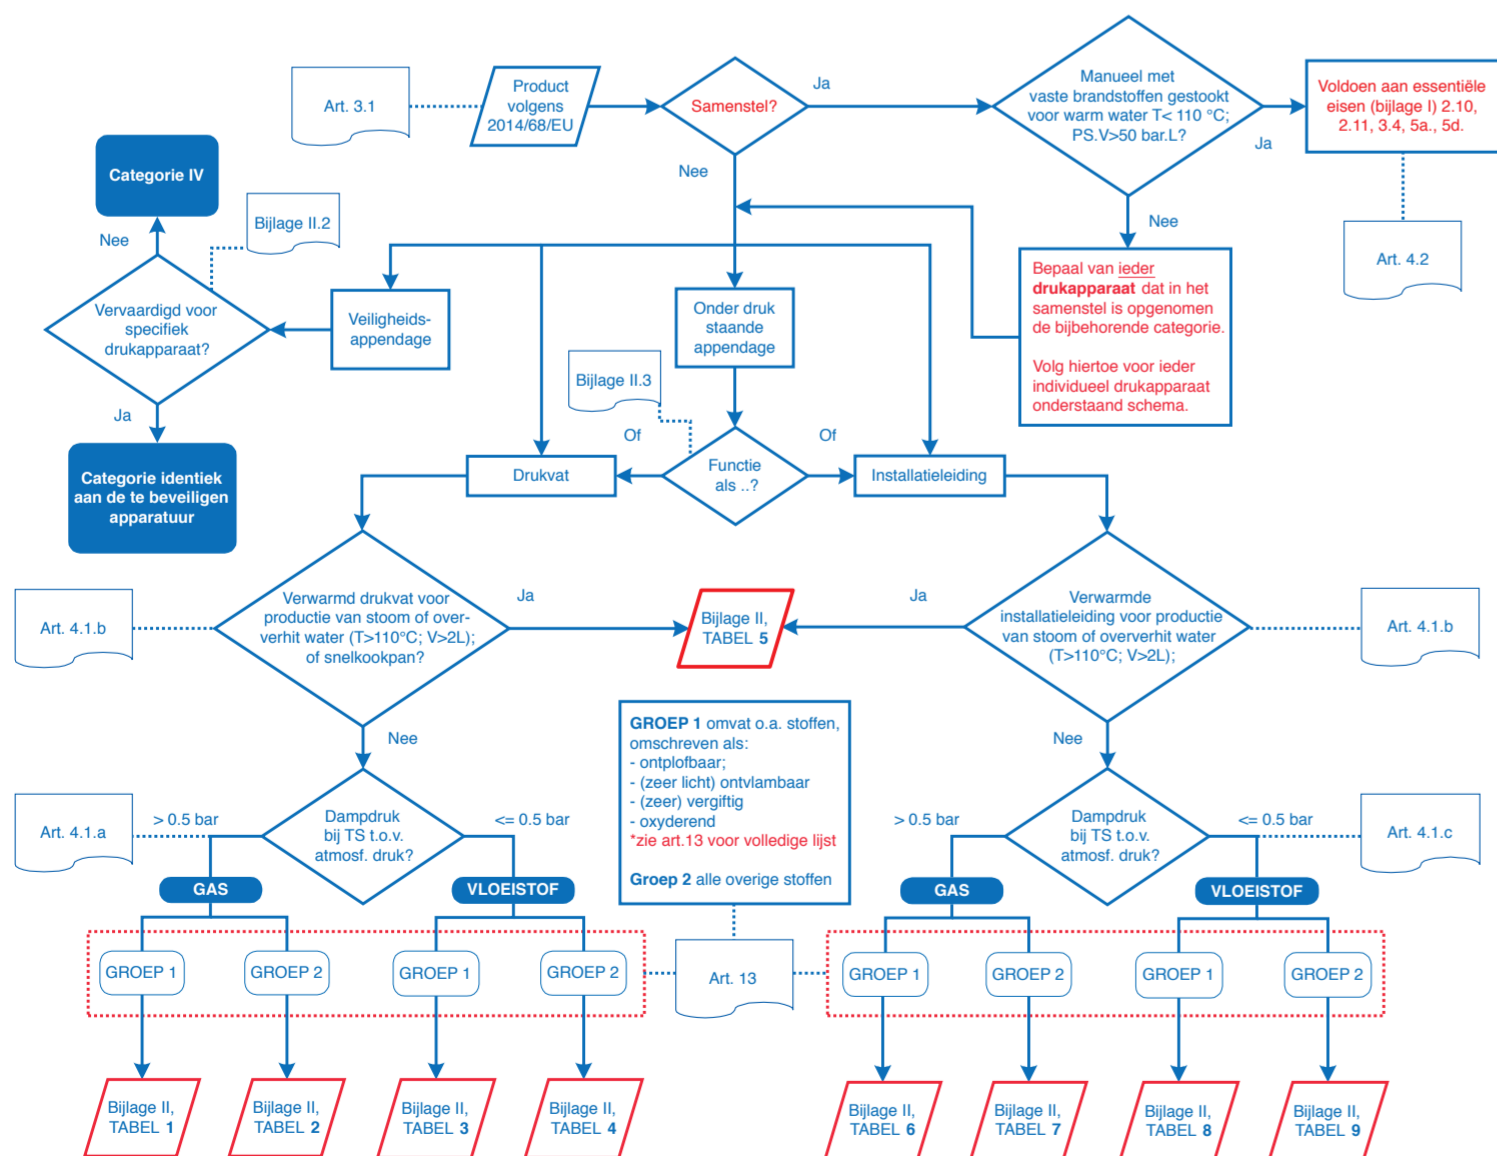 Art. 3.1
Product
volgens
2014/68/EU
Samenstel?
Ja
Manueel met
vaste brandstoffen gestookt
voor warm water T< 110 °C;
PS.V>50 bar.L?
Ja
Voldoen aan essentiële
eisen (bijlage I) 2.10,
2.11, 3.4, 5a., 5d.
Art. 4.2
Nee
Nee
Bepaal van ieder
drukapparaat dat in het
samenstel is opgenomen
de bijbehorende categorie.
Volg hiertoe voor ieder
individueel drukapparaat
onderstaand schema.
Categorie IV
Nee
Bijlage II.2
Vervaardigd voor
specifiek
drukapparaat?
Ja
Categorie identiek
aan de te beveiligen
apparatuur
Veiligheids-
appendage
Onder druk
staande
appendage
Bijlage II.3
Of
Of
Drukvat
Functie
als ..?
Installatieleiding
Art. 4.1.b
Verwarmd drukvat voor
productie van stoom of over-
verhit water (T>110°C; V>2L);
of snelkookpan?
Ja
Bijlage II,
TABEL 5
Ja
Verwarmde
installatieleiding voor productie
van stoom of oververhit water
(T>110°C; V>2L);
Art. 4.1.b
Nee
Nee
GROEP 1 omvat o.a. stoffen,
omschreven als:
- ontplofbaar;
- (zeer licht) ontvlambaar
- (zeer) vergiftig
- oxyderend
*zie art.13 voor volledige lijst
Groep 2 alle overige stoffen
Art. 4.1.a
> 0.5 bar
Dampdruk
bij TS t.o.v.
atmosf. druk?
<= 0.5 bar
> 0.5 bar
Dampdruk
bij TS t.o.v.
atmosf. druk?
<= 0.5 bar
Art. 4.1.c
GAS
VLOEISTOF
GAS
VLOEISTOF
GROEP 1
GROEP 2
GROEP 1
GROEP 2
Art. 13
GROEP 1
GROEP 2
GROEP 1
GROEP 2
Bijlage II,
TABEL 1
Bijlage II,
TABEL 2
Bijlage II,
TABEL 3
Bijlage II,
TABEL 4
Bijlage II,
TABEL 6
Bijlage II,
TABEL 7
Bijlage II,
TABEL 8
Bijlage II,
TABEL 9